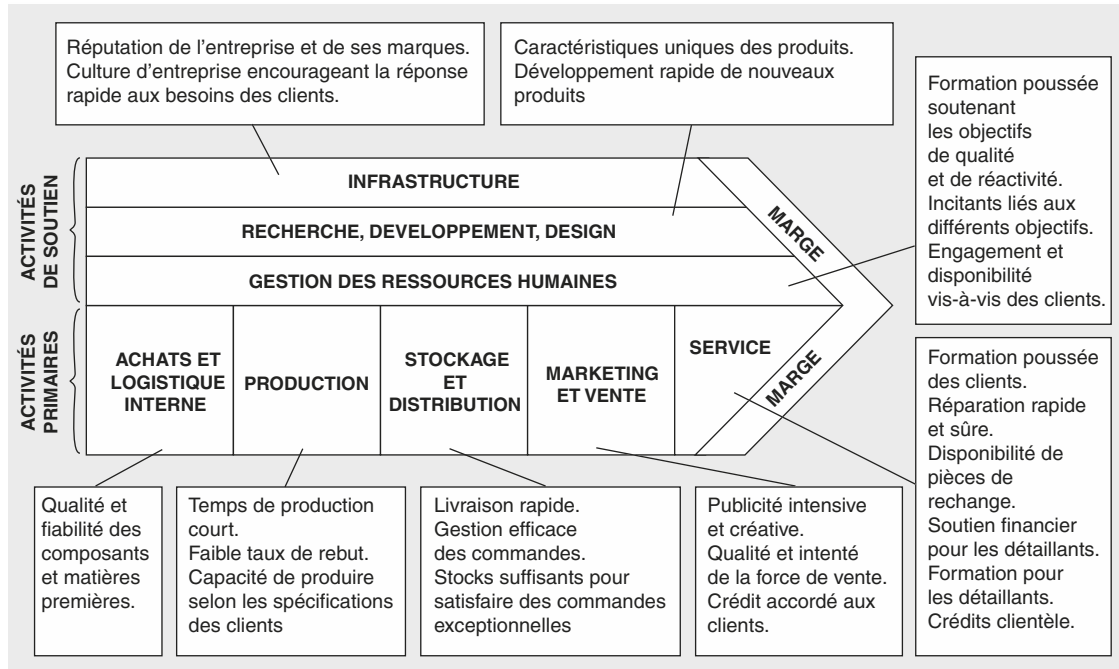 Réputation de l'entreprise et de ses marques.
Culture d'entreprise encourageant la réponse
rapide aux besoins des clients.
Caractéristiques uniques des produits.
Développement rapide de nouveaux
produits
Formation poussée
soutenant
les objectifs
de qualité
et de réactivité.
Incitants liés aux
différents objectifs.
Engagement et
disponibilité
vis-à-vis des clients.
ACTIVITÉS
DE SOUTIEN
INFRASTRUCTURE
RECHERCHE, DEVELOPPEMENT, DESIGN
GESTION DES RESSOURCES HUMAINES
MARGE
ACTIVITÉS
PRIMAIRES
ACHATS ET
LOGISTIQUE
INTERNE
PRODUCTION
STOCKAGE
ET
DISTRIBUTION
MARKETING
ET VENTE
SERVICE
MARGE
Qualité et
fiabilité des
composants
et matières
premières.
Temps de production
court.
Faible taux de rebut.
Capacité de produire
selon les spécifications
des clients
Livraison rapide.
Gestion efficace
des commandes.
Stocks suffisants pour
satisfaire des commandes
exceptionnelles
Publicité intensive
et créative.
Qualité et intenté
de la force de vente.
Crédit accordé aux
clients.
Formation poussée
des clients.
Réparation rapide
et sûre.
Disponibilité de
pièces de
rechange.
Soutien financier
pour les détaillants.
Formation pour
les détaillants.
Crédits clientèle.